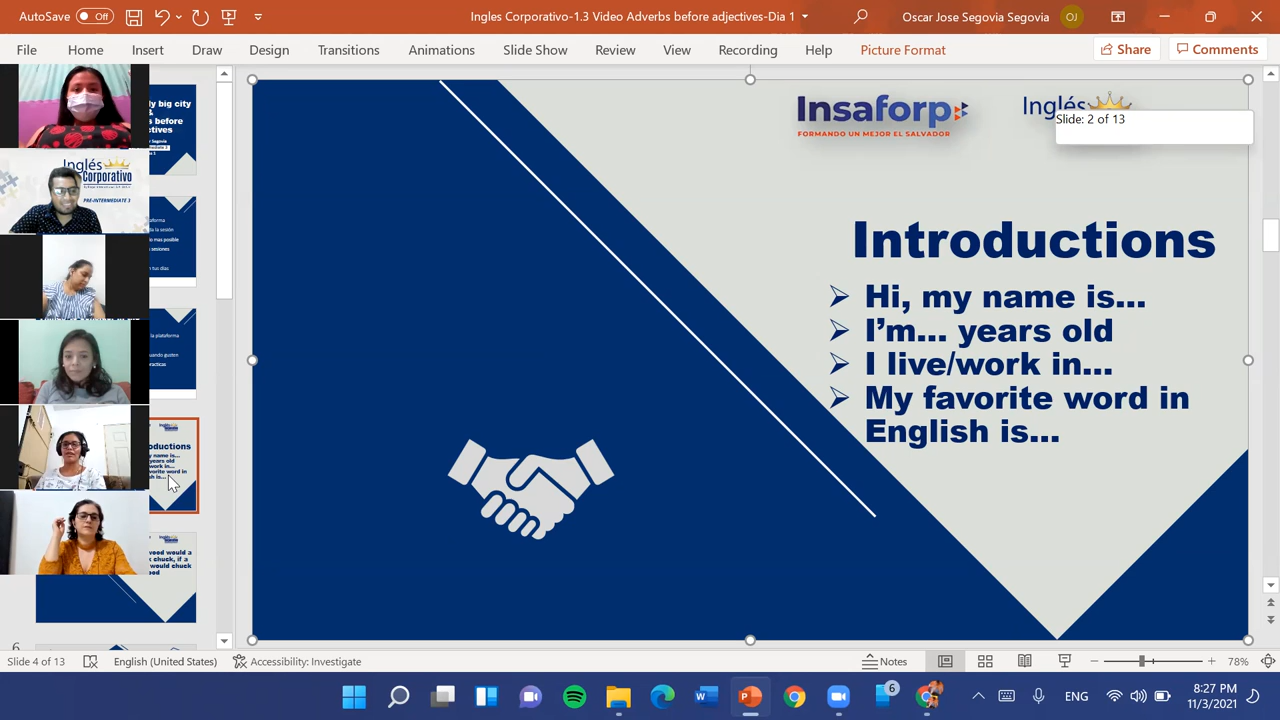 AutoSave
Off
Ingles Corporativo-1.3 Video Adverbs before adjectives-Dia 1
Oscar Jose Segovia Segovia
OJ
File
Home
Insert
Draw
Design
Transitions
Animations
Slide Show
Review
View
Recording
Help
Picture Format
Share
Comments
Inglés
Corporativo
PRE-INTERMEDIATE 3
Insaforp
FORMANDO UN MEJOR EL SALVADOR
Inglés
Slide: 2 of 13
Introductions
Hi, my name is...
I'm... years old
I live/work in...
My favorite word in
English is...
6
Slide 4 of 13
English (United States)
Accessibility: Investigate
Notes
78%
6
ENG
8:27 PM
11/3/2021